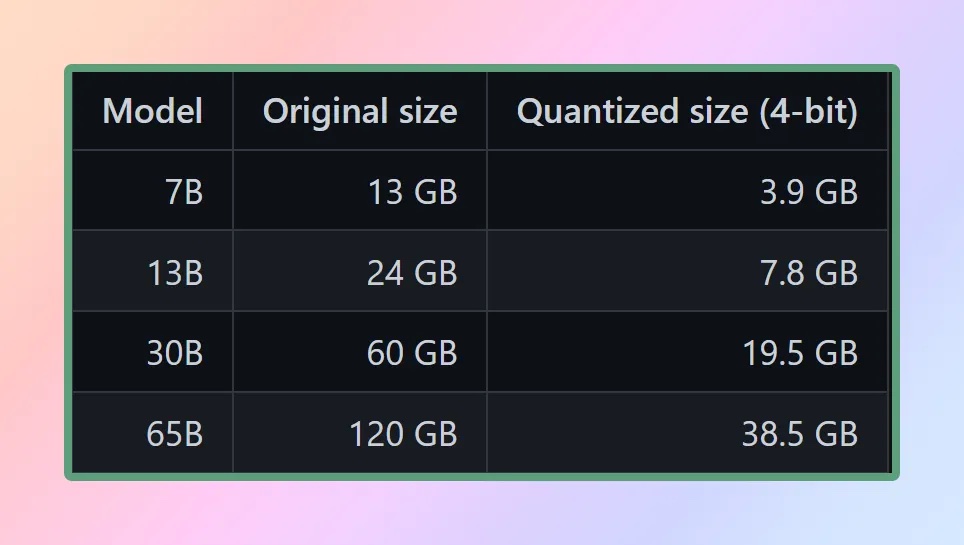 Model Original size Quantized size (4-bit)
7B 13 GB 3.9 GB
13B 24 GB 7.8 GB
30B 60 GB 19.5 GB
65B 120 GB 38.5 GB